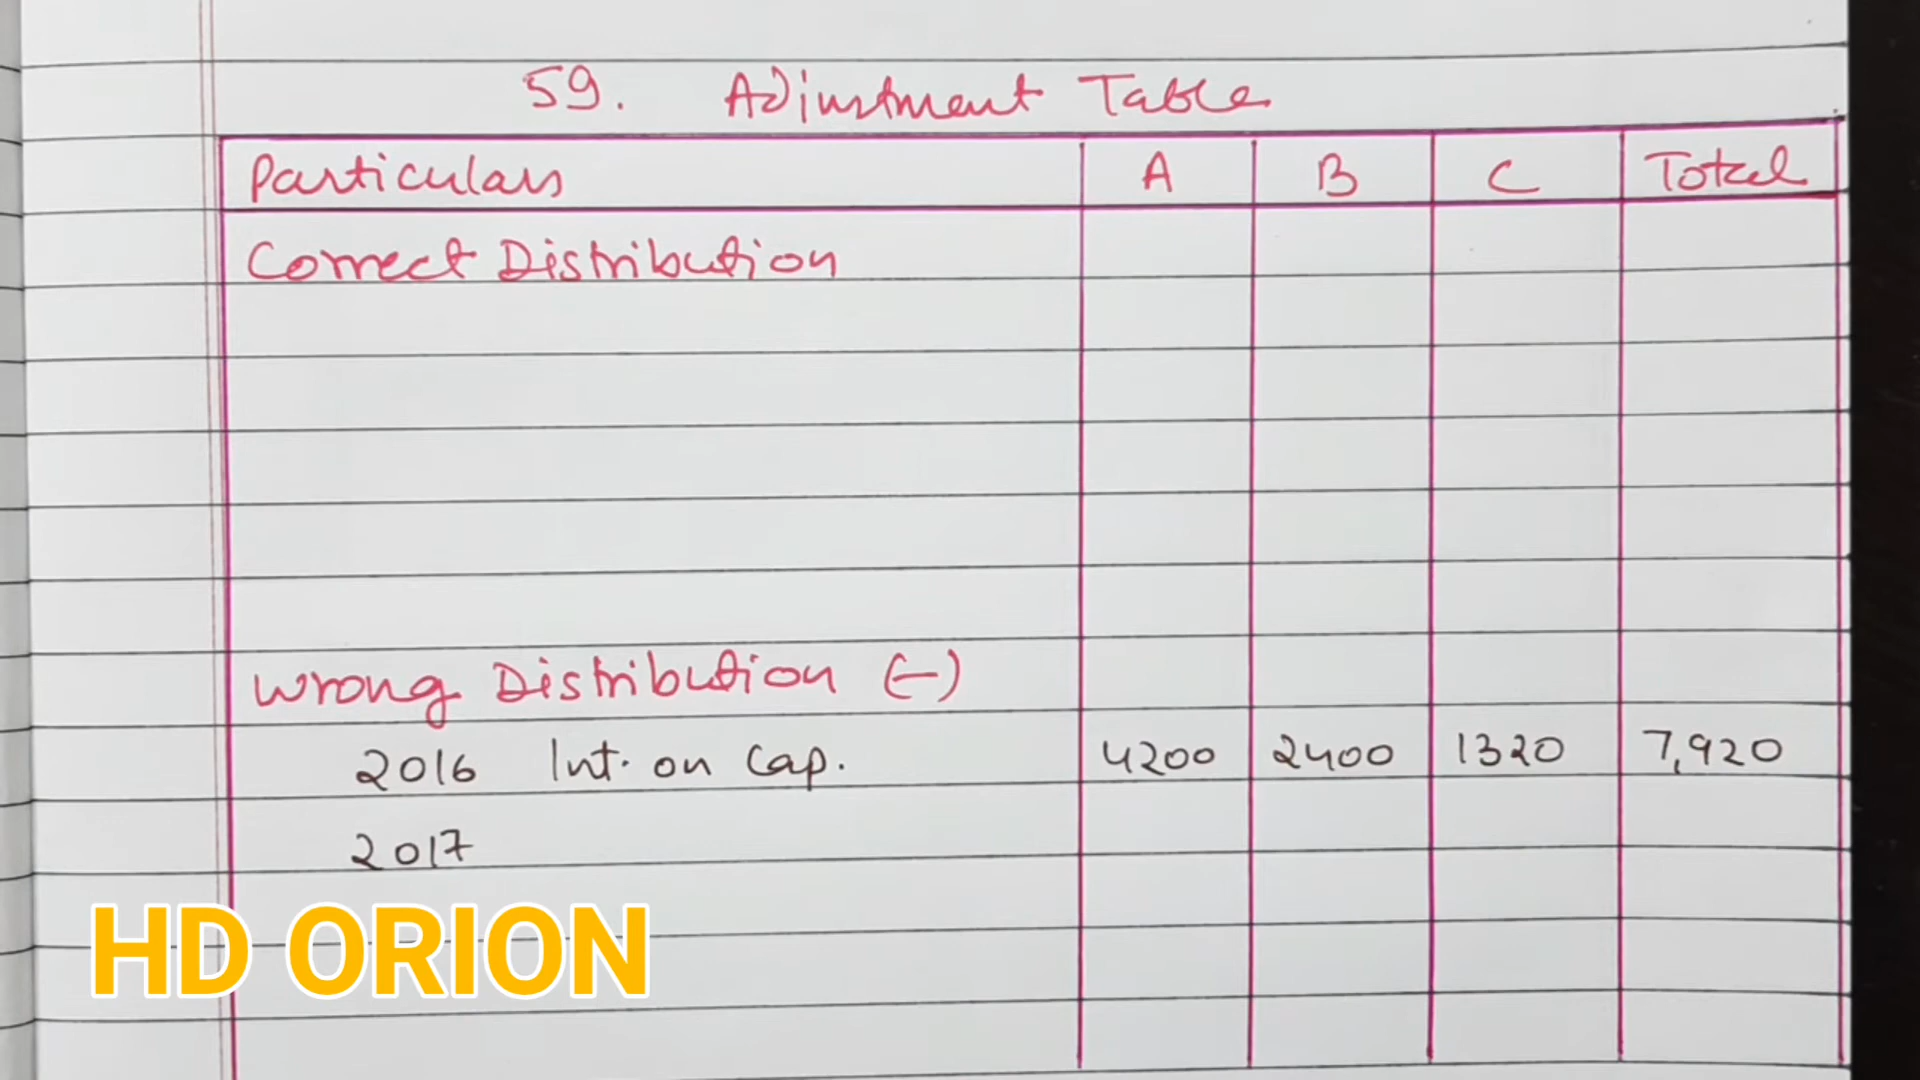 59. Adjustment Table
Particulars A B C Total
Correct Distribution
Wrong Distribution (-)
2016 Int. on Cap. 4200 2400 1320 7,920
2017
HD ORION